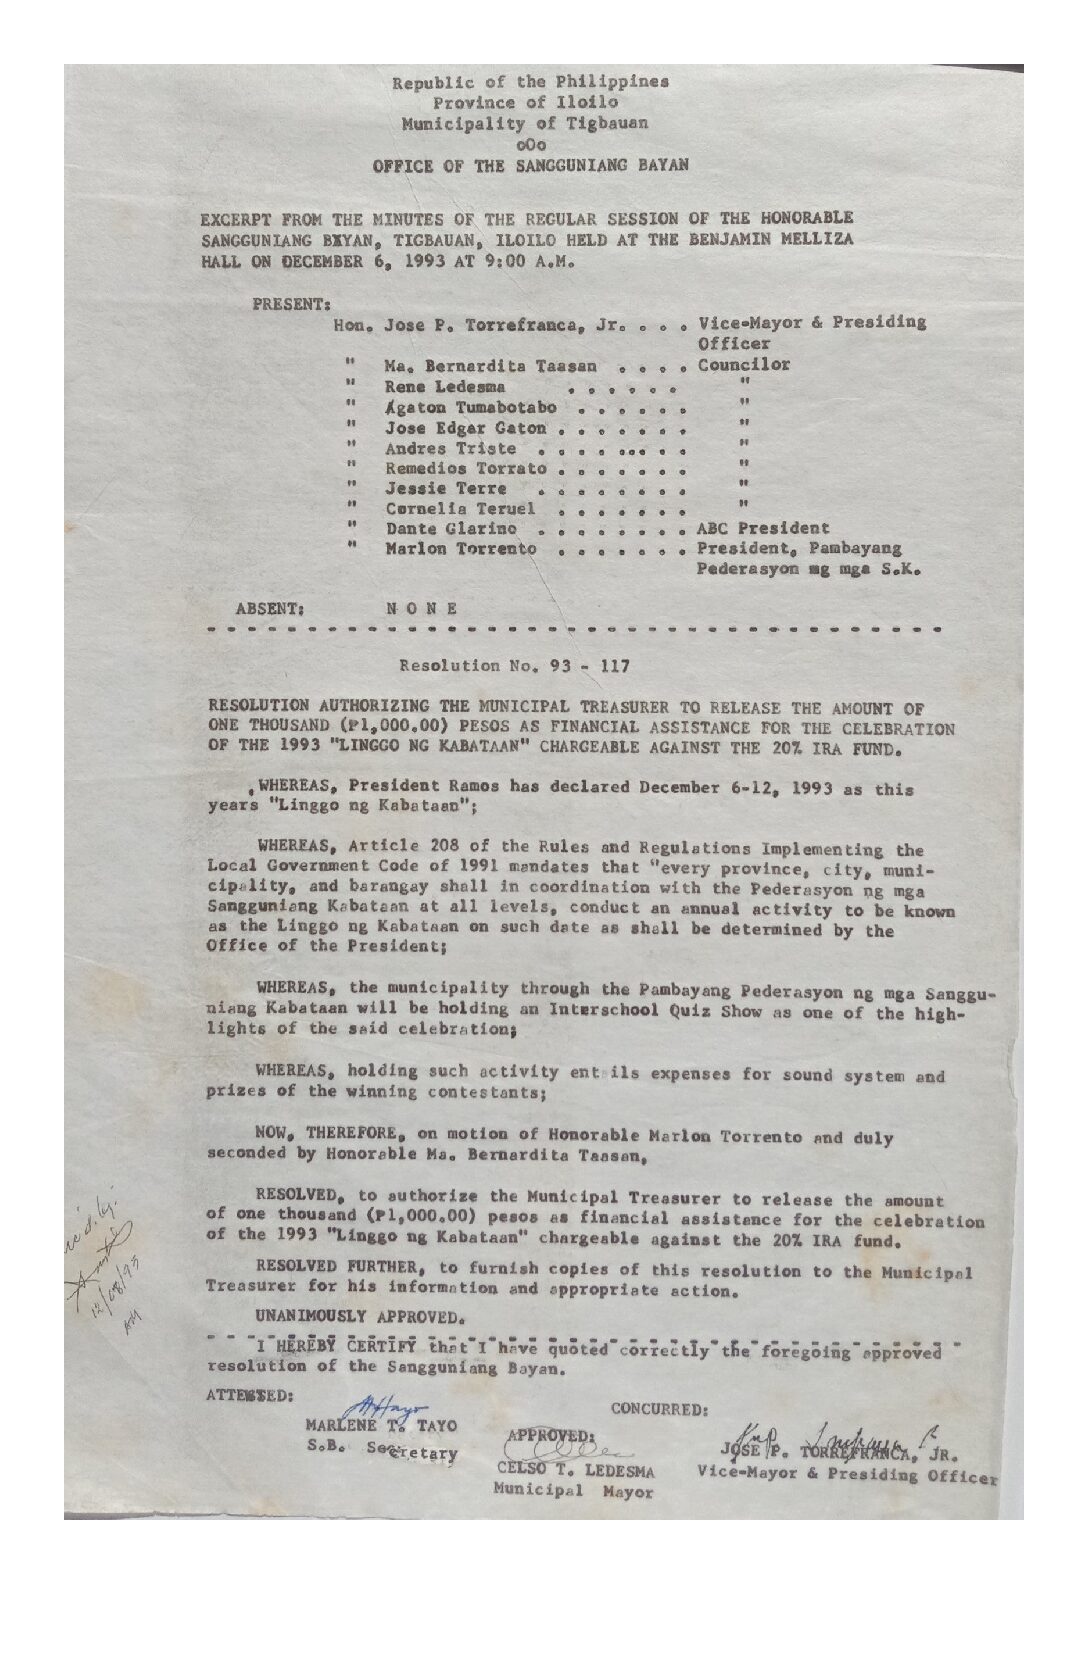 Republic of the Philippines
Province of Iloilo
Municipality of Tigbauan
oOo
OFFICE OF THE SANGGUNIANG BAYAN
EXCERPT FROM THE MINUTES OF THE REGULAR SESSION OF THE HONORABLE
SANGGUNIANG BAYAN, TIGBAUAN, ILOILO HELD AT THE BENJAMIN MELLIZA
HALL ON DECEMBER 6, 1993 AT 9:00 A.M.
PRESENT:
Hon. Jose P. Torrefranca, Jr. . . . Vice-Mayor & Presiding
Officer
" Ma. Bernardita Taasan . . . . Councilor
" Rene Ledesma . . . . . . "
" Agaton Tumabotabo . . . . . . "
" Jose Edgar Gaton . . . . . . . "
" Andres Triste . . . . ... . . "
" Remedios Torrato . . . . . . . "
" Jessie Terre . . . . . . . . "
" Cornelia Teruel . . . . . . . "
" Dante Glarino . . . . . . . . ABC President
" Marlon Torrento . . . . . . . President, Pambayang
Pederasyon ng mga S.K.
ABSENT: N O N E
- - - - - - - - - - - - - - - - - - - - - - - - - - - - - - - - - - - - - - -
Resolution No. 93 - 117
RESOLUTION AUTHORIZING THE MUNICIPAL TREASURER TO RELEASE THE AMOUNT OF
ONE THOUSAND (₱1,000.00) PESOS AS FINANCIAL ASSISTANCE FOR THE CELEBRATION
OF THE 1993 "LINGGO NG KABATAAN" CHARGEABLE AGAINST THE 20% IRA FUND.
WHEREAS, President Ramos has declared December 6-12, 1993 as this
years "Linggo ng Kabataan";
WHEREAS, Article 208 of the Rules and Regulations Implementing the
Local Government Code of 1991 mandates that "every province, city, muni-
cipality, and barangay shall in coordination with the Pederasyon ng mga
Sangguniang Kabataan at all levels, conduct an annual activity to be known
as the Linggo ng Kabataan on such date as shall be determined by the
Office of the President;
WHEREAS, the municipality through the Pambayang Pederasyon ng mga Sanggu-
niang Kabataan will be holding an Interschool Quiz Show as one of the high-
lights of the said celebration;
WHEREAS, holding such activity entails expenses for sound system and
prizes of the winning contestants;
NOW, THEREFORE, on motion of Honorable Marlon Torrento and duly
seconded by Honorable Ma. Bernardita Taasan,
RESOLVED, to authorize the Municipal Treasurer to release the amount
of one thousand (₱1,000.00) pesos as financial assistance for the celebration
of the 1993 "Linggo ng Kabataan" chargeable against the 20% IRA fund.
RESOLVED FURTHER, to furnish copies of this resolution to the Municipal
Treasurer for his information and appropriate action.
UNANIMOUSLY APPROVED.
- - - - - - - - - - - - - - - - - - - - - - - - - - - - - - - - - -
I HEREBY CERTIFY that I have quoted correctly the foregoing approved
resolution of the Sangguniang Bayan.
ATTESTED:
CONCURRED:
MARLENE T. TAYO
S.B. Secretary
APPROVED:
CELSO T. LEDESMA
Municipal Mayor
JOSE P. TORREFRANCA, JR.
Vice-Mayor & Presiding Officer
12/08/93